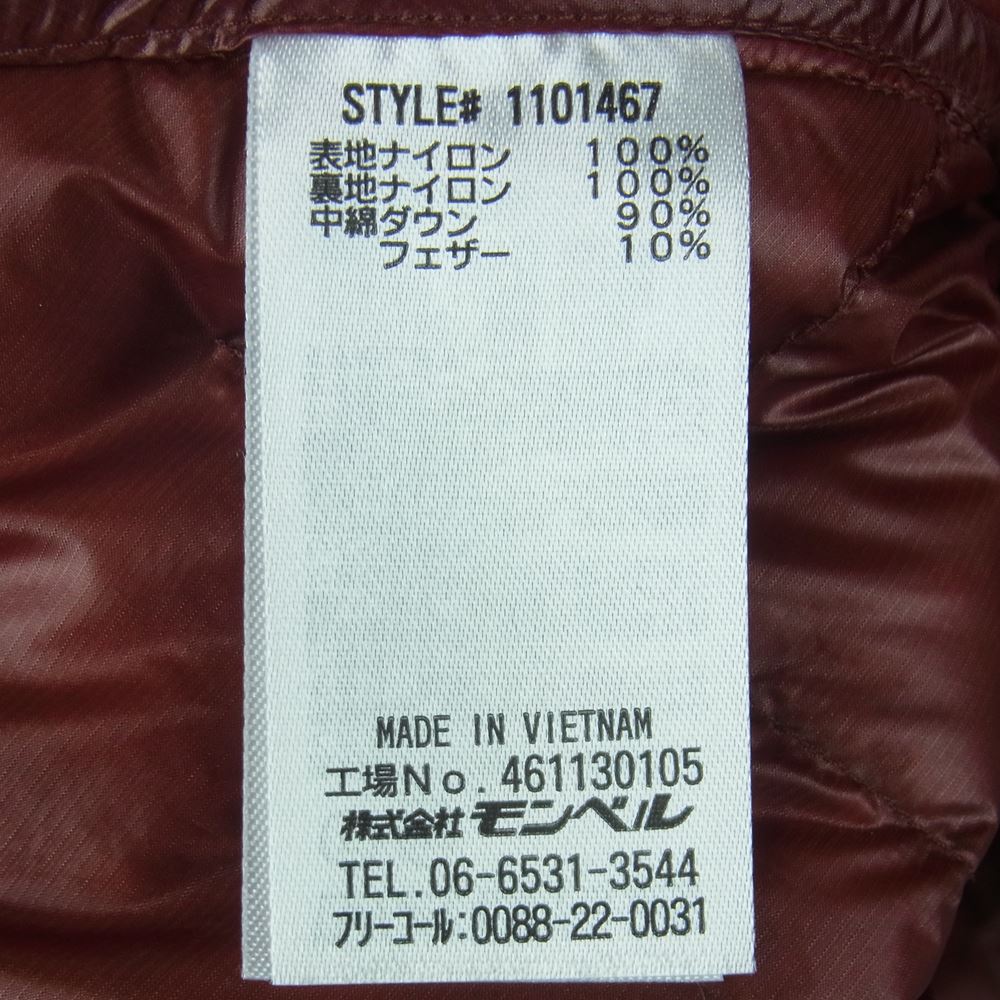 STYLE# 1101467
表地ナイロン 100%
裏地ナイロン 100%
中綿ダウン 90%
フェザー 10%
MADE IN VIETNAM
工場No. 461130105
株式会社モンベル
TEL.06-6531-3544
フリーコール:0088-22-0031